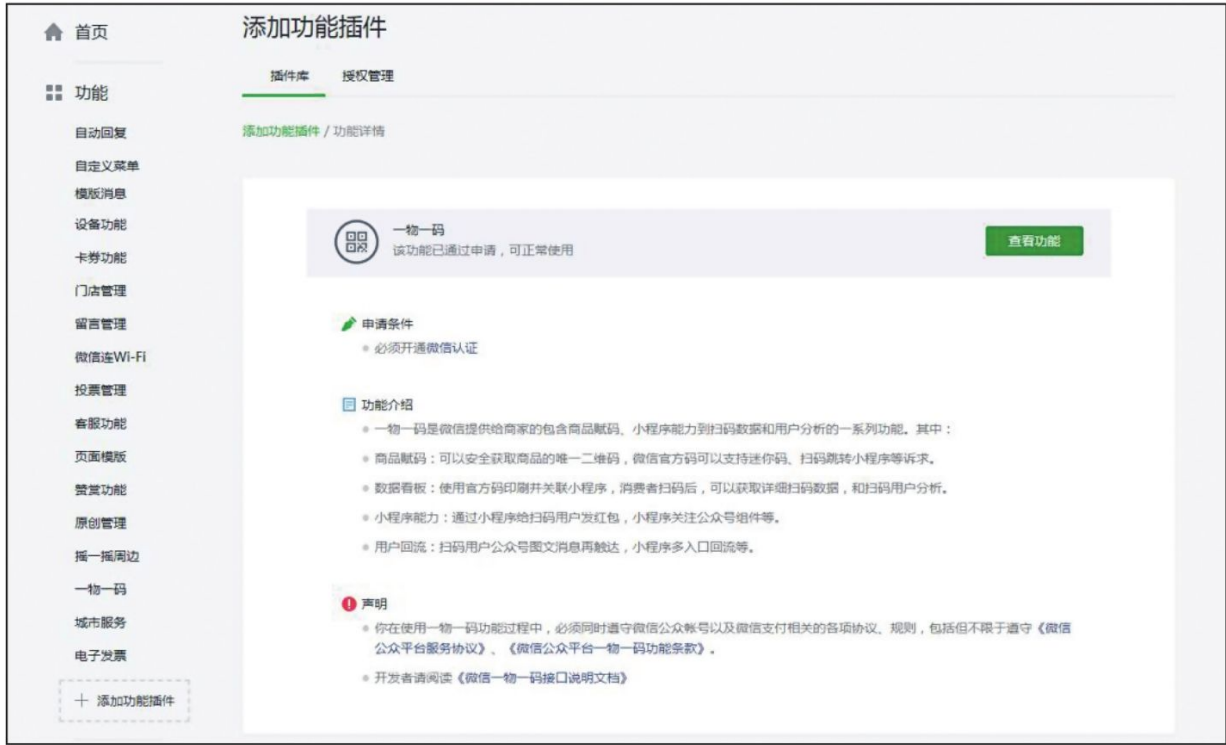 首页
功能
自动回复
自定义菜单
模版消息
设备功能
卡券功能
门店管理
留言管理
微信连Wi-Fi
投票管理
客服功能
页面模版
赞赏功能
原创管理
摇一摇周边
一物一码
城市服务
电子发票
添加功能插件
添加功能插件
插件库 授权管理
添加功能插件 / 功能详情
一物一码
该功能已通过申请，可正常使用
查看功能
申请条件
必须开通微信认证
功能介绍
一物一码是微信提供给商家的包含商品赋码、小程序能力到扫码数据和用户分析的一系列功能。其中：
商品赋码：可以安全获取商品的唯一二维码，微信官方码可以支持迷你码、扫码跳转小程序等诉求。
数据看板：使用官方码印刷并关联小程序，消费者扫码后，可以获取详细扫码数据，和扫码用户分析。
小程序能力：通过小程序给扫码用户发红包，小程序关注公众号组件等。
用户回流：扫码用户公众号图文消息再触达，小程序多入口回流等。
声明
你在使用一物一码功能过程中，必须同时遵守微信公众帐号以及微信支付相关的各项协议、规则，包括但不限于遵守《微信
公众平台服务协议》、《微信公众平台一物一码功能条款》。
开发者请阅读《微信一物一码接口说明文档》